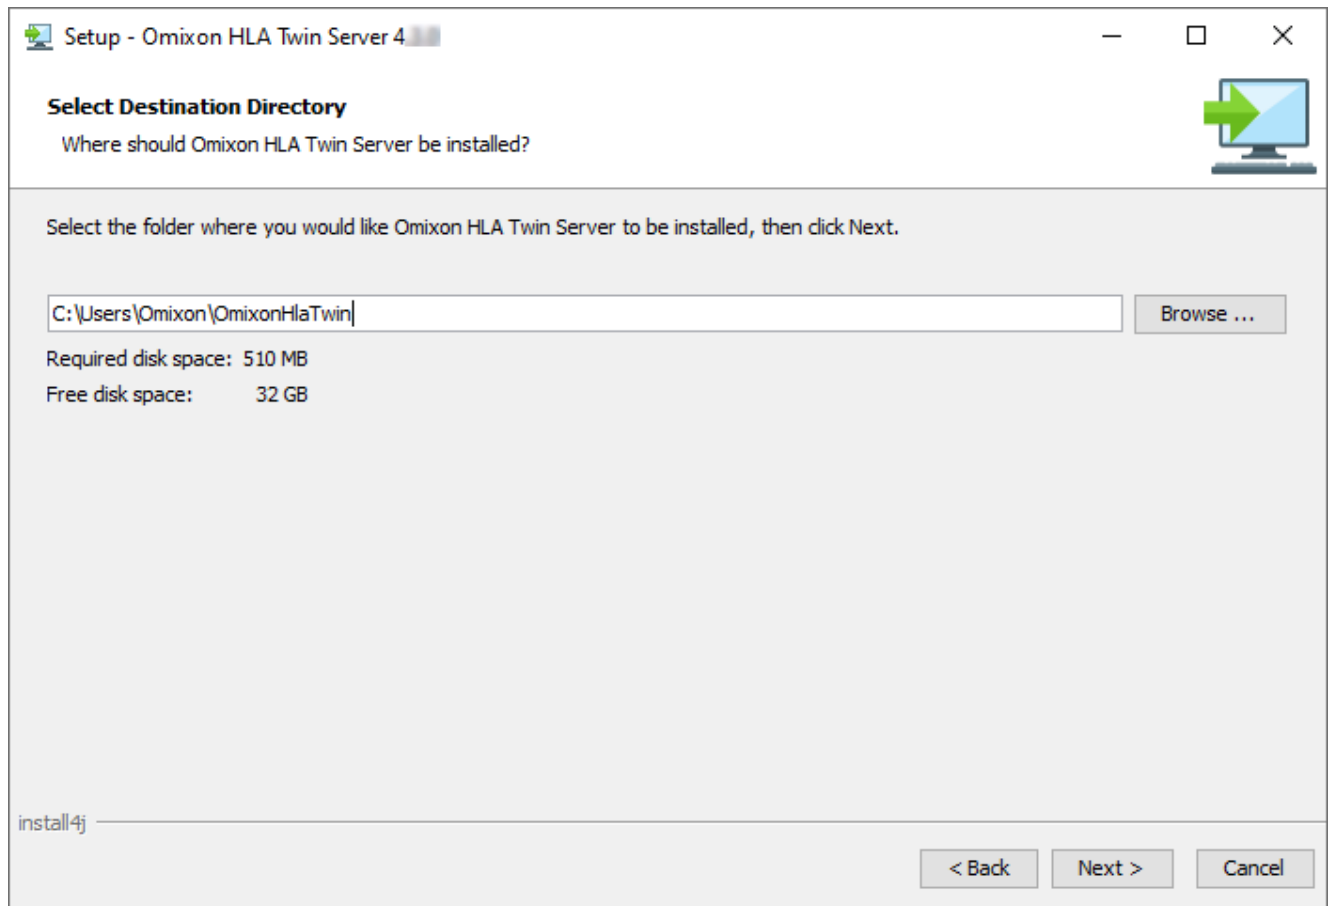 Setup - Omixon HLA Twin Server 4
Select Destination Directory
Where should Omixon HLA Twin Server be installed?
Select the folder where you would like Omixon HLA Twin Server to be installed, then click Next.
C:\Users\Omixon\OmixonHlaTwin
Browse ...
Required disk space: 510 MB
Free disk space: 32 GB
install4j
< Back
Next >
Cancel